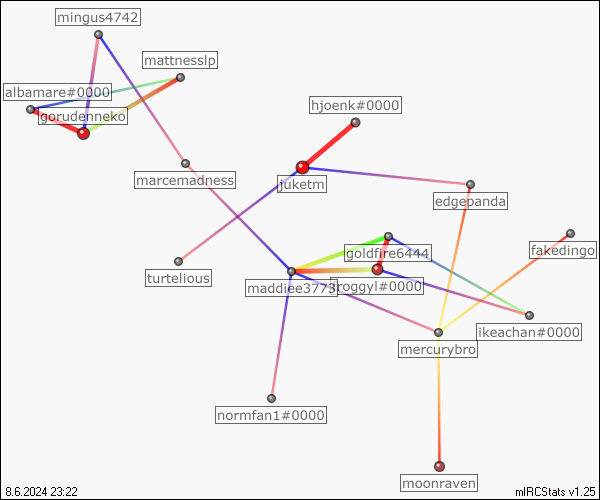 mingus4742
mattnesslp
albamare#0000
gorudenneko
hjoenk#0000
marcemadness
juketm
edgepanda
goldfire6444
fakedingo
turtelious
maddiee3773
froggyl#0000
ikeachan#0000
mercurybro
normfan1#0000
moonraven
8.6.2024 23:22
mIRCStats v1.25